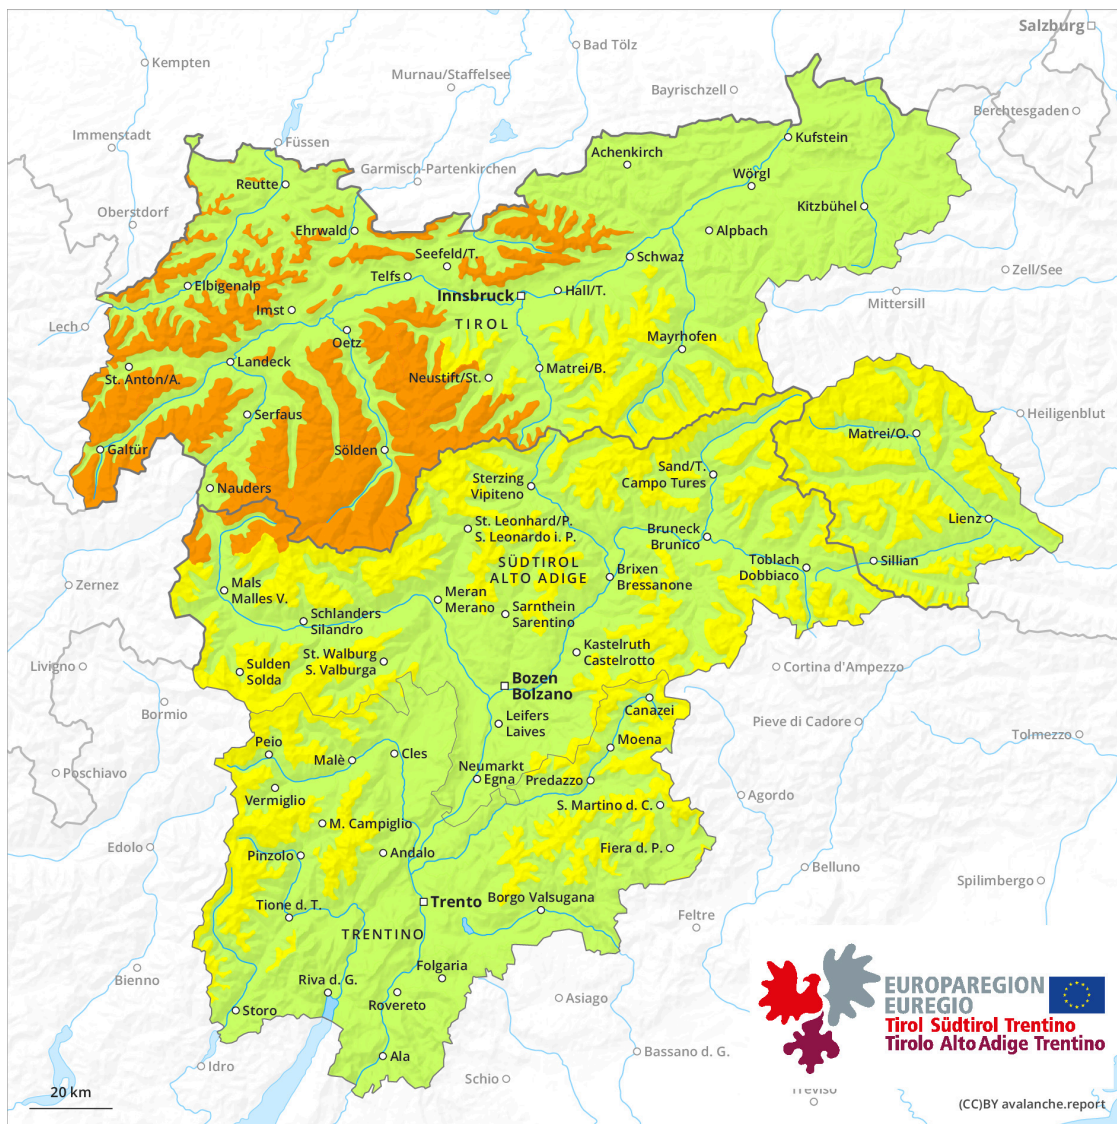 Salzburg
Bad Tölz
Kempten
Murnau/Staffelsee
Bayrischzell
Berchtesgaden
Immenstadt
Füssen
Kufstein
Achenkirch
Garmisch-Partenkirchen
Wörgl
Reutte
Oberstdorf
Kitzbühel
Ehrwald
Alpbach
Seefeld/T.
Schwaz
Zell/See
Telfs
Elbigenalp
Innsbruck
Hall/T.
Mittersill
Imst
TIROL
Lech
Oetz
Mayrhofen
Landeck
Matrei/B.
St. Anton/A.
Neustift/St.
Serfaus
Heiligenblut
Matrei/O.
Galtür
Sölden
Sand/T.
Campo Tures
Sterzing
Vipiteno
Nauders
Lienz
St. Leonhard/P.
S. Leonardo i. P.
Bruneck
Brunico
SÜDTIROL
ALTO ADIGE
Toblach
Dobbiaco
Sillian
Brixen
Bressanone
Zernez
Mals
Malles V.
Meran
Merano
Sarnthein
Sarentino
Schlanders
Silandro
Kastelruth
Castelrotto
St. Walburg
S. Valburga
Livigno
Sulden
Solda
Cortina d'Ampezzo
Bozen
Bolzano
Bormio
Canazei
Leifers
Laives
Pieve di Cadore
Tolmezzo
Moena
Peio
Cles
Malè
Neumarkt
Egna
Predazzo
Poschiavo
Vermiglio
Agordo
S. Martino d. C.
M. Campiglio
Edolo
Pinzolo
Andalo
Fiera d. P.
Belluno
Spilimbergo
Borgo Valsugana
Trento
Tione d. T.
Feltre
TRENTINO
Folgaria
Bienno
Riva d. G.
EUROPAREGION
EUREGIO
Tirol Südtirol Trentino
Tirolo Alto Adige Trentino
Asiago
Rovereto
Storo
Ala
Bassano d. G.
Idro
Schio
Treviso
20 km
(CC)BY avalanche.report